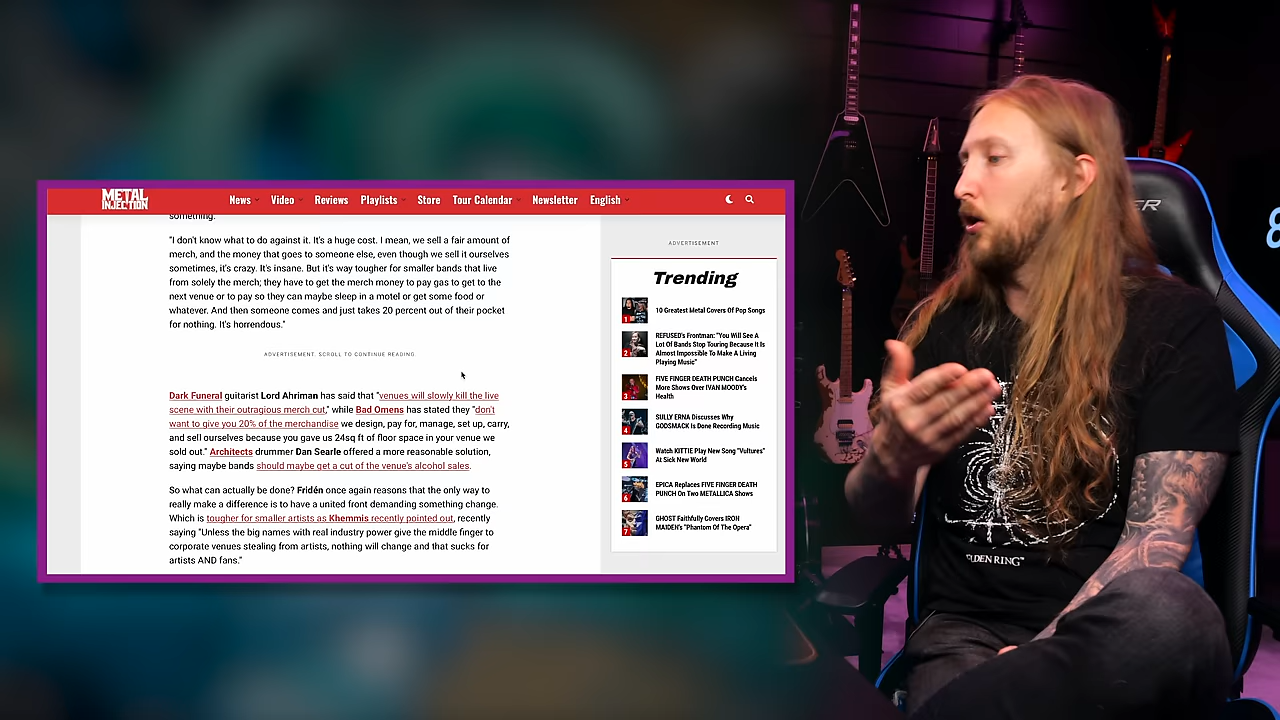 METAL
INJECTION
News
Video
Reviews
Playlists
Store
Tour Calendar
Newsletter
English
something.
"I don't know what to do against it. It's a huge cost. I mean, we sell a fair amount of
merch, and the money that goes to someone else, even though we sell it ourselves
sometimes, it's crazy. It's insane. But it's way tougher for smaller bands that live
from solely the merch; they have to get the merch money to pay gas to get to the
next venue or to pay so they can maybe sleep in a motel or get some food or
whatever. And then someone comes and just takes 20 percent out of their pocket
for nothing. It's horrendous."
ADVERTISEMENT. SCROLL TO CONTINUE READING.
Dark Funeral guitarist Lord Ahriman has said that "venues will slowly kill the live
scene with their outragious merch cut," while Bad Omens has stated they "don't
want to give you 20% of the merchandise we design, pay for, manage, set up, carry,
and sell ourselves because you gave us 24sq ft of floor space in your venue we
sold out." Architects drummer Dan Searle offered a more reasonable solution,
saying maybe bands should maybe get a cut of the venue's alcohol sales.
So what can actually be done? Fridén once again reasons that the only way to
really make a difference is to have a united front demanding something change.
Which is tougher for smaller artists as Khemmis recently pointed out, recently
saying "Unless the big names with real industry power give the middle finger to
corporate venues stealing from artists, nothing will change and that sucks for
artists AND fans."
ADVERTISEMENT
Trending
1
10 Greatest Metal Covers Of Pop Songs
2
REFUSED's Frontman: "You Will See A
Lot Of Bands Stop Touring Because It Is
Almost Impossible To Make A Living
Playing Music"
3
FIVE FINGER DEATH PUNCH Cancels
More Shows Over IVAN MOODY's
Health
4
SULLY ERNA Discusses Why
GODSMACK Is Done Recording Music
5
Watch KITTIE Play New Song "Vultures"
At Sick New World
6
EPICA Replaces FIVE FINGER DEATH
PUNCH On Two METALLICA Shows
7
GHOST Faithfully Covers IRON
MAIDEN's "Phantom Of The Opera"
ELDEN RING™